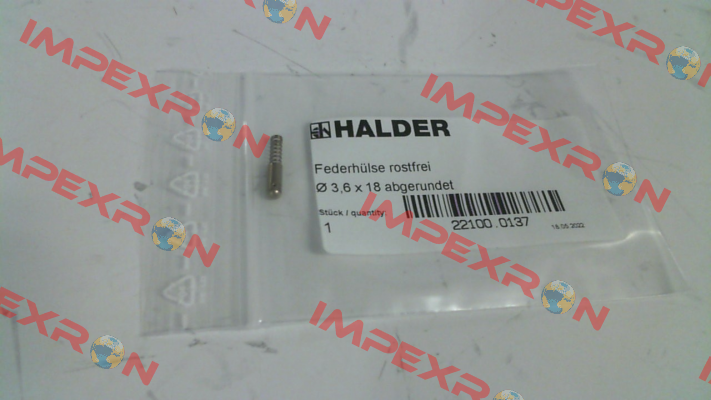 HALDER
Federhülse rostfrei
Ø 3,6 x 18 abgerundet
Stück / quantity:
1
22100 .0137
18.05.2022
IMPEXRON
IMPEXRON
IMPEXRON
IMPEXRON
IMPEXRON
IMPEXRON
IMPEXRON
IMPEXRON